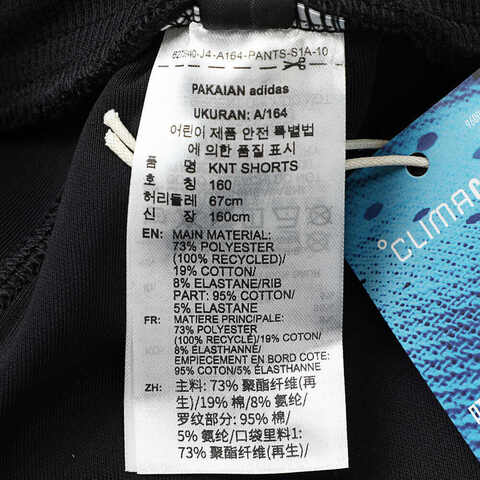 PAKAIAN adidas
UKURAN: A/164
어린이 제품 안전 특별법
에 의한 품질 표시
품 명 KNT SHORTS
호 칭 160
허리둘레 67cm
신 장 160cm
EN: MAIN MATERIAL:
73% POLYESTER
(100% RECYCLED)/
19% COTTON/
8% ELASTANE/RIB
PART: 95% COTTON/
5% ELASTANE
FR: MATIERE PRINCIPALE:
73% POLYESTER
(100% RECYCLÉ)/19% COTON/
8% ÉLASTHANNE/
EMPIECEMENT EN BORD COTE:
95% COTON/5% ÉLASTHANNE
ZH: 主料: 73% 聚酯纤维(再
生)/19% 棉/8% 氨纶/
罗纹部分: 95% 棉/
5% 氨纶/口袋里料1:
73% 聚酯纤维(再生)/
°CLIMA